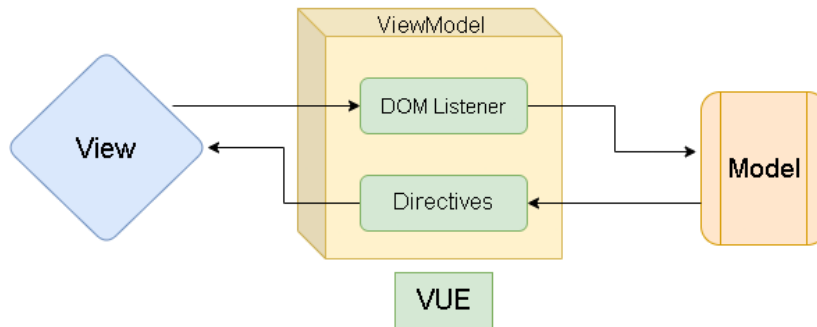 ViewModel
DOM Listener
View
Model
Directives
VUE